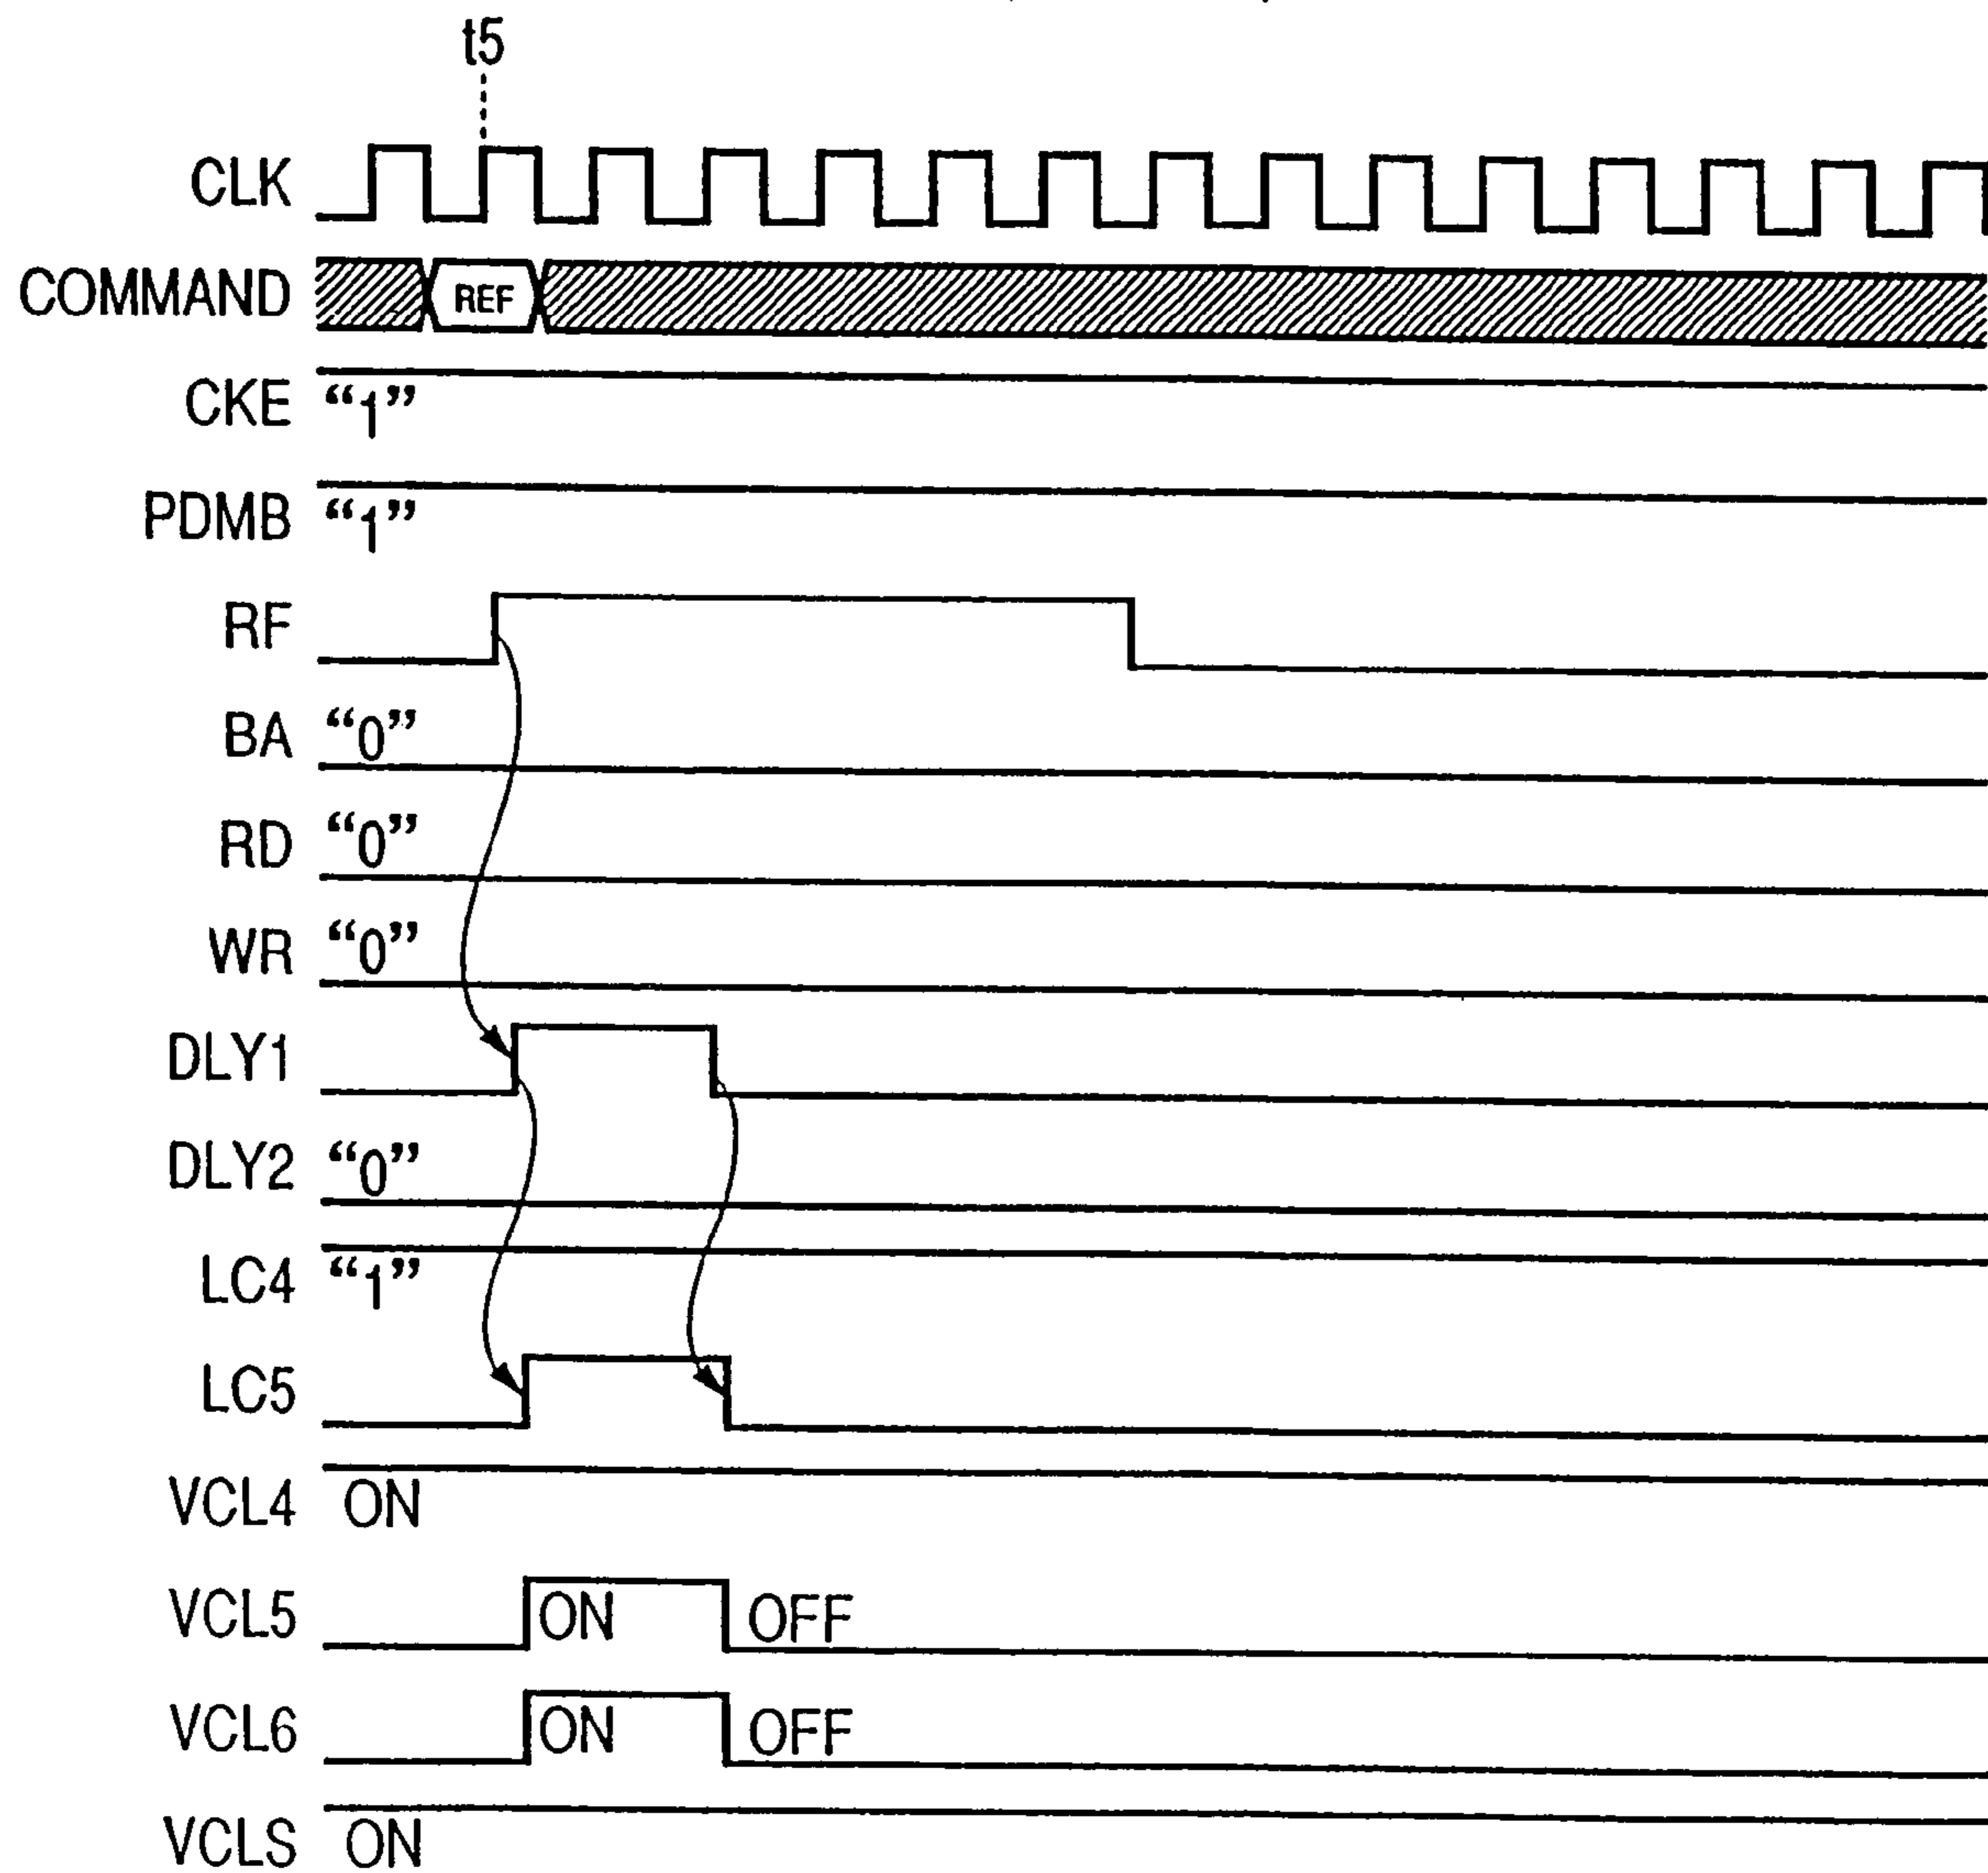 t5
CLK
COMMAND REF
CKE “1”
PDMB “1”
RF
BA “0”
RD “0”
WR “0”
DLY1
DLY2 “0”
LC4 “1”
LC5
VCL4 ON
VCL5 ON OFF
VCL6 ON OFF
VCLS ON